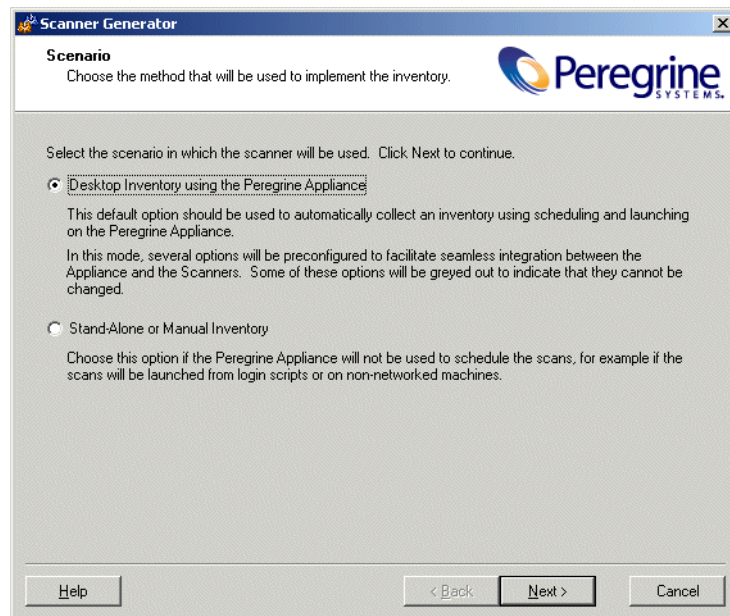 Scanner Generator
Scenario
Choose the method that will be used to implement the inventory.
Peregrine
SYSTEMS.
Select the scenario in which the scanner will be used. Click Next to continue.
Desktop Inventory using the Peregrine Appliance
This default option should be used to automatically collect an inventory using scheduling and launching
on the Peregrine Appliance.
In this mode, several options will be preconfigured to facilitate seamless integration between the
Appliance and the Scanners. Some of these options will be greyed out to indicate that they cannot be
changed.
Stand-Alone or Manual Inventory
Choose this option if the Peregrine Appliance will not be used to schedule the scans, for example if the
scans will be launched from login scripts or on non-networked machines.
Help
< Back
Next >
Cancel